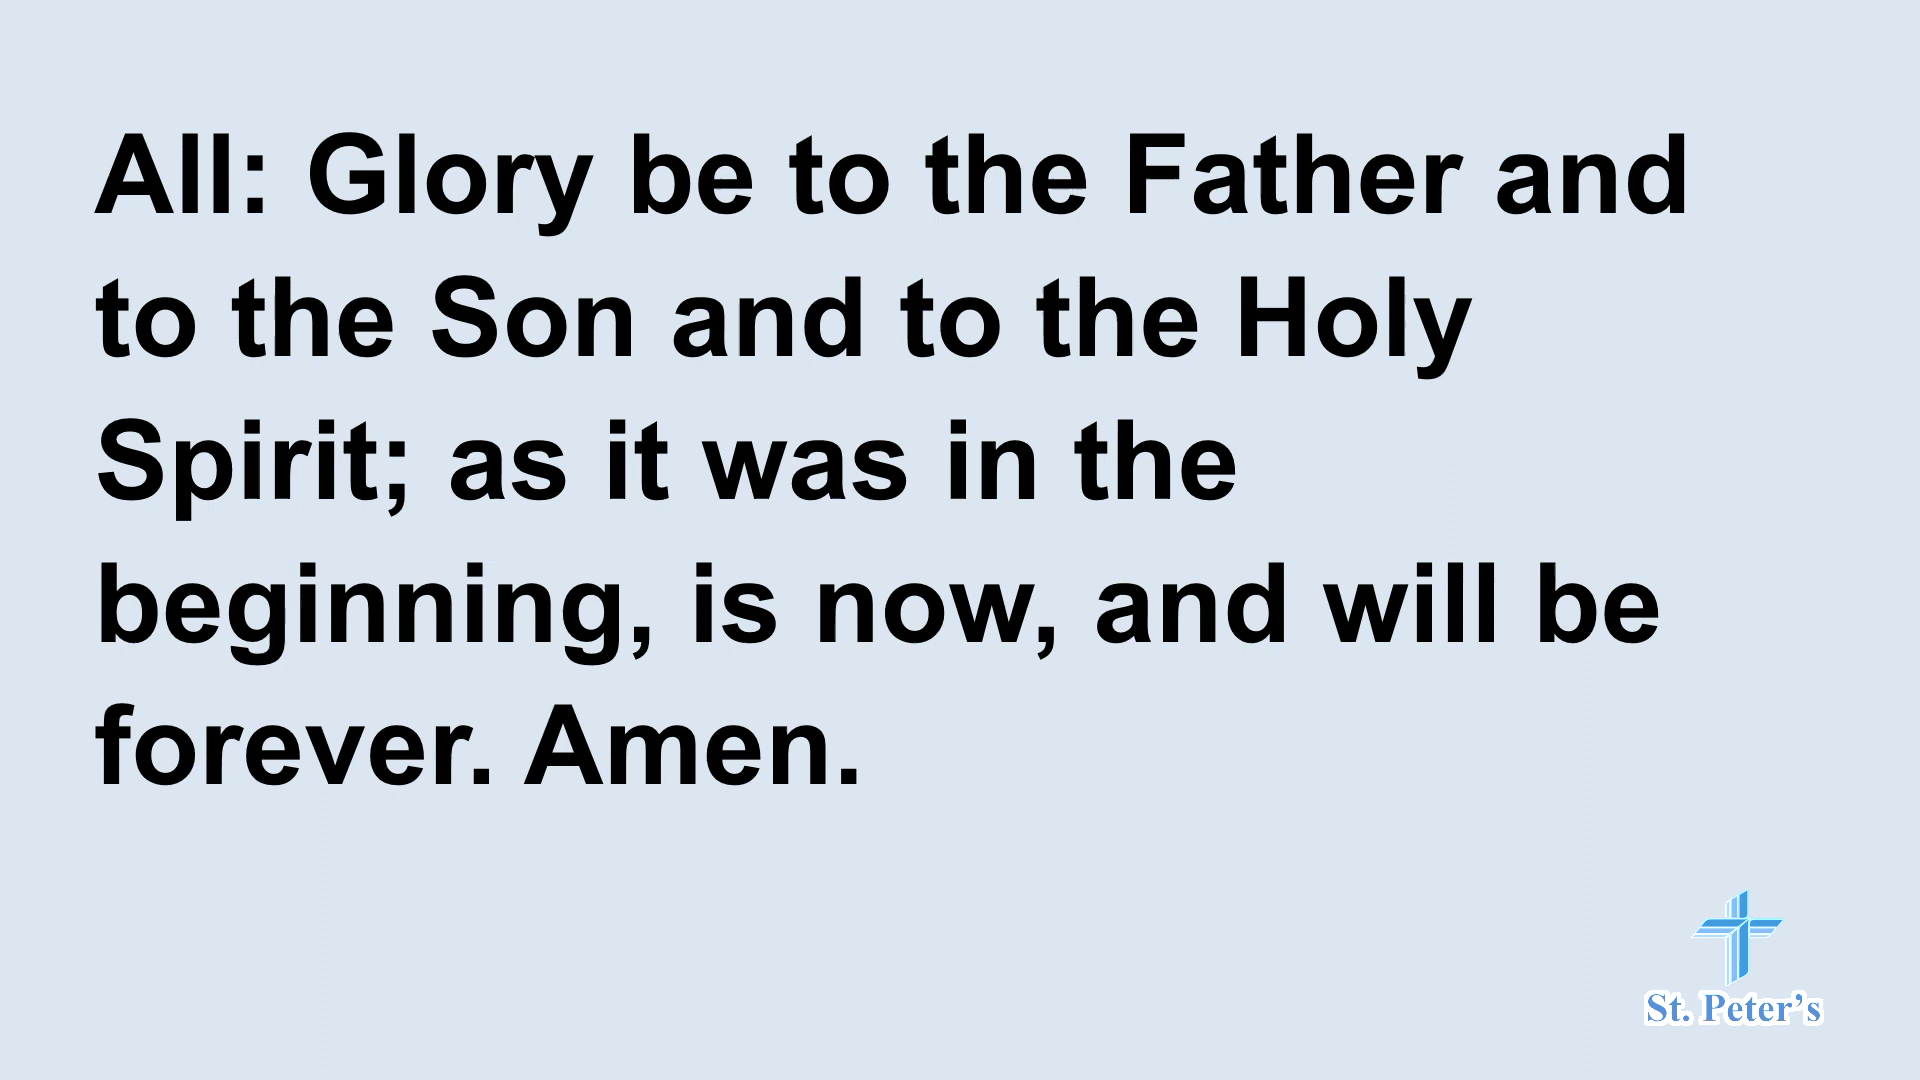 All: Glory be to the Father and
to the Son and to the Holy
Spirit; as it was in the
beginning, is now, and will be
forever. Amen.
St. Peter’s